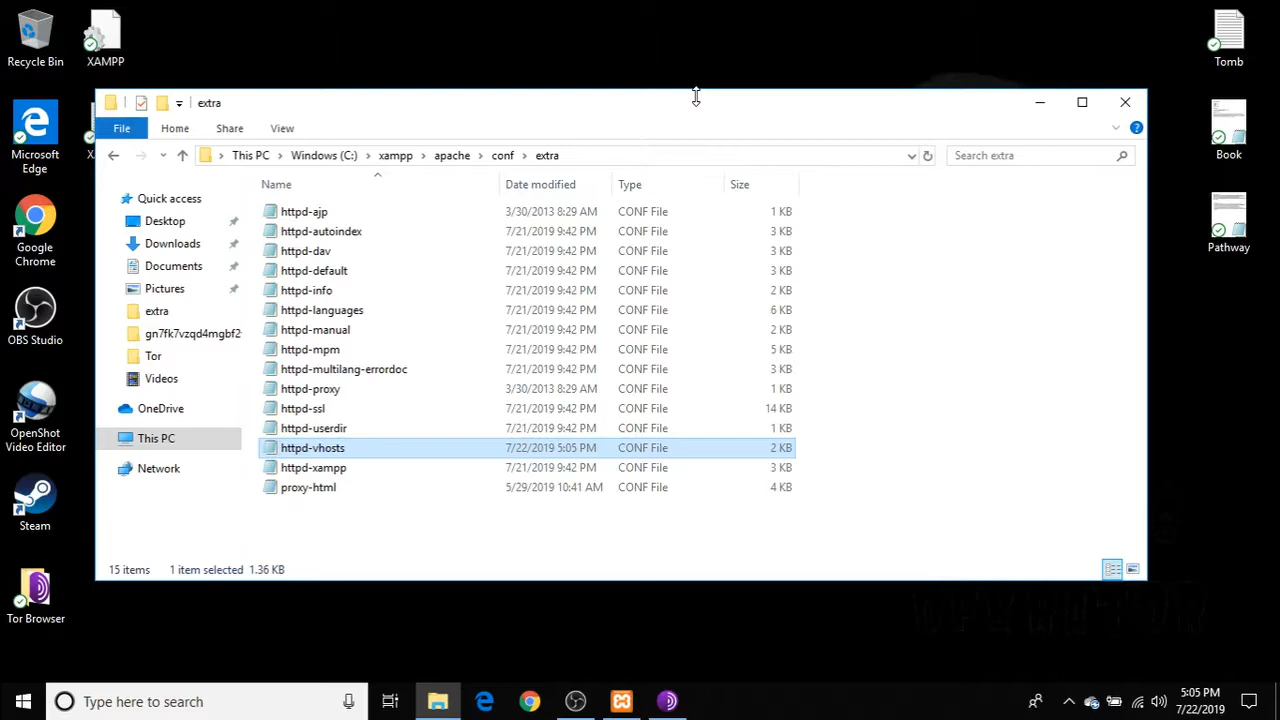 Recycle Bin
XAMPP
Tomb
extra
File Home Share View
This PC Windows (C:) xampp apache conf extra
Search extra
Microsoft
Edge
Book
Name Date modified Type Size
Quick access
Desktop
Downloads
Documents
Pictures
extra
gn7fk7vzqd4mgbf2
Tor
Videos
OneDrive
This PC
Network
httpd-ajp 3/30/2013 8:29 AM CONF File 1 KB
httpd-autoindex 7/21/2019 9:42 PM CONF File 3 KB
httpd-dav 7/21/2019 9:42 PM CONF File 3 KB
httpd-default 7/21/2019 9:42 PM CONF File 3 KB
httpd-info 7/21/2019 9:42 PM CONF File 2 KB
httpd-languages 7/21/2019 9:42 PM CONF File 6 KB
httpd-manual 7/21/2019 9:42 PM CONF File 2 KB
httpd-mpm 7/21/2019 9:42 PM CONF File 5 KB
httpd-multilang-errordoc 7/21/2019 9:42 PM CONF File 3 KB
httpd-proxy 3/30/2013 8:29 AM CONF File 1 KB
httpd-ssl 7/21/2019 9:42 PM CONF File 14 KB
httpd-userdir 7/21/2019 9:42 PM CONF File 1 KB
httpd-vhosts 7/22/2019 5:05 PM CONF File 2 KB
httpd-xampp 7/21/2019 9:42 PM CONF File 3 KB
proxy-html 5/29/2019 10:41 AM CONF File 4 KB
Google
Chrome
Pathway
OBS Studio
OpenShot
Video Editor
Steam
15 items 1 item selected 1.36 KB
Tor Browser
Type here to search
5:05 PM
7/22/2019